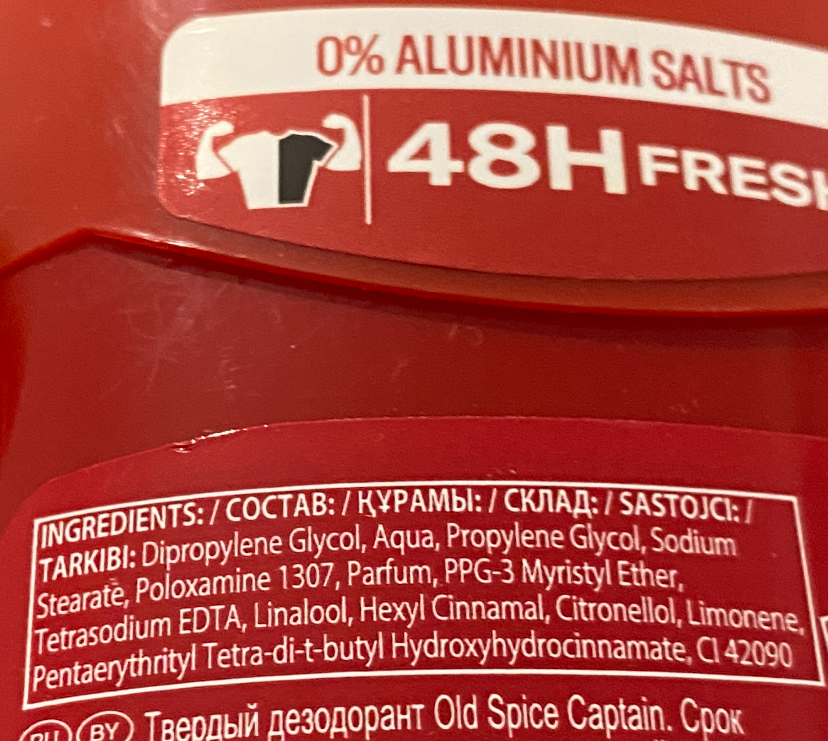 0% ALUMINIUM SALTS
48H FRESH
INGREDIENTS: / СОСТАВ: / ҚҰРАМЫ: / СКЛАД: / SASTOJCI: /
TARKIBI: Dipropylene Glycol, Aqua, Propylene Glycol, Sodium
Stearate, Poloxamine 1307, Parfum, PPG-3 Myristyl Ether,
Tetrasodium EDTA, Linalool, Hexyl Cinnamal, Citronellol, Limonene,
Pentaerythrityl Tetra-di-t-butyl Hydroxyhydrocinnamate, CI 42090
RU BY Твердый дезодорант Old Spice Captain. Срок